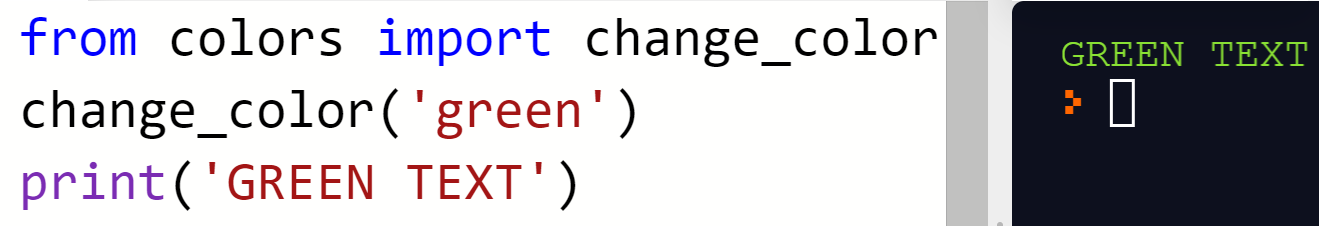 from colors import change_color
change_color('green')
print('GREEN TEXT')
GREEN TEXT
>